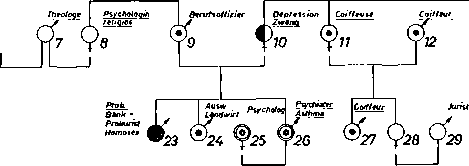 Theologe
Psychologin
religiös
Berufsoffizier
Depression
Zwang
Coiffeuse
Coiffeur
7
8
9
10
11
12
Prok.
Bank-
Prokurist
Homosex
Ausw.
Landwirt
Psycholog
Psychiater
Asthma
Coiffeur
Jurist
23
24
25
26
27
28
29